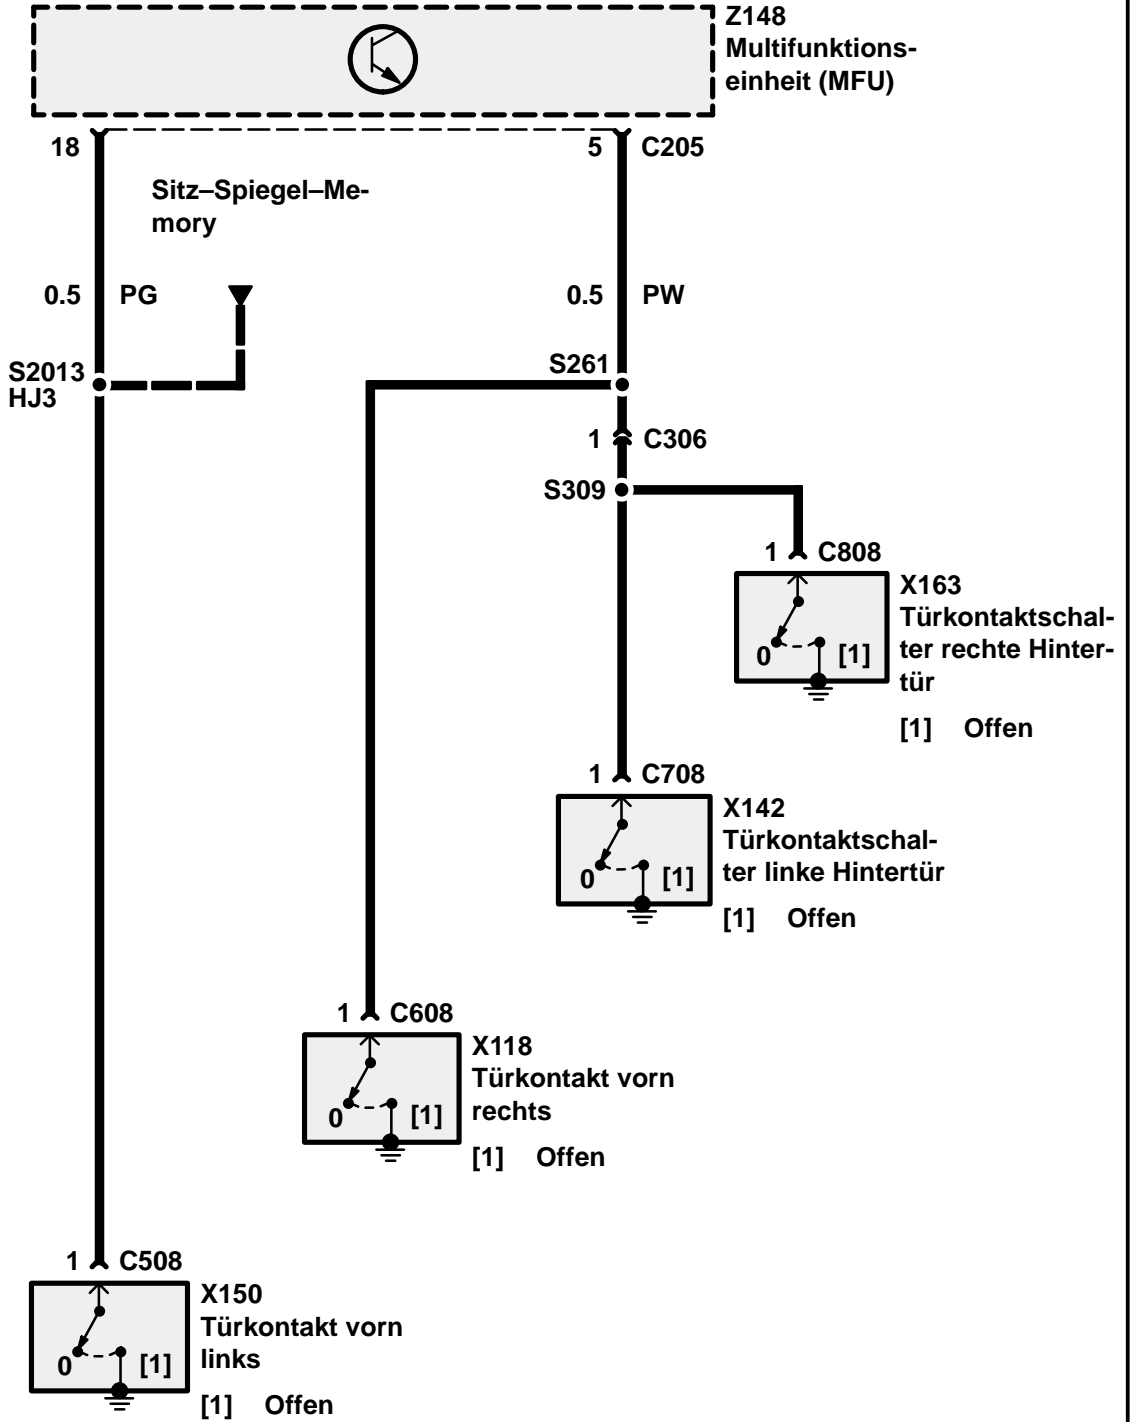 Z148
Multifunktions-
einheit (MFU)
18
5 C205
Sitz–Spiegel–Me-
mory
0.5 PG
0.5 PW
S2013
HJ3
S261
1 C306
S309
1 C808
X163
Türkontaktschal-
ter rechte Hinter-
tür
0 [1]
[1] Offen
1 C708
X142
Türkontaktschal-
ter linke Hintertür
0 [1]
[1] Offen
1 C608
X118
Türkontakt vorn
rechts
0 [1]
[1] Offen
1 C508
X150
Türkontakt vorn
links
0 [1]
[1] Offen